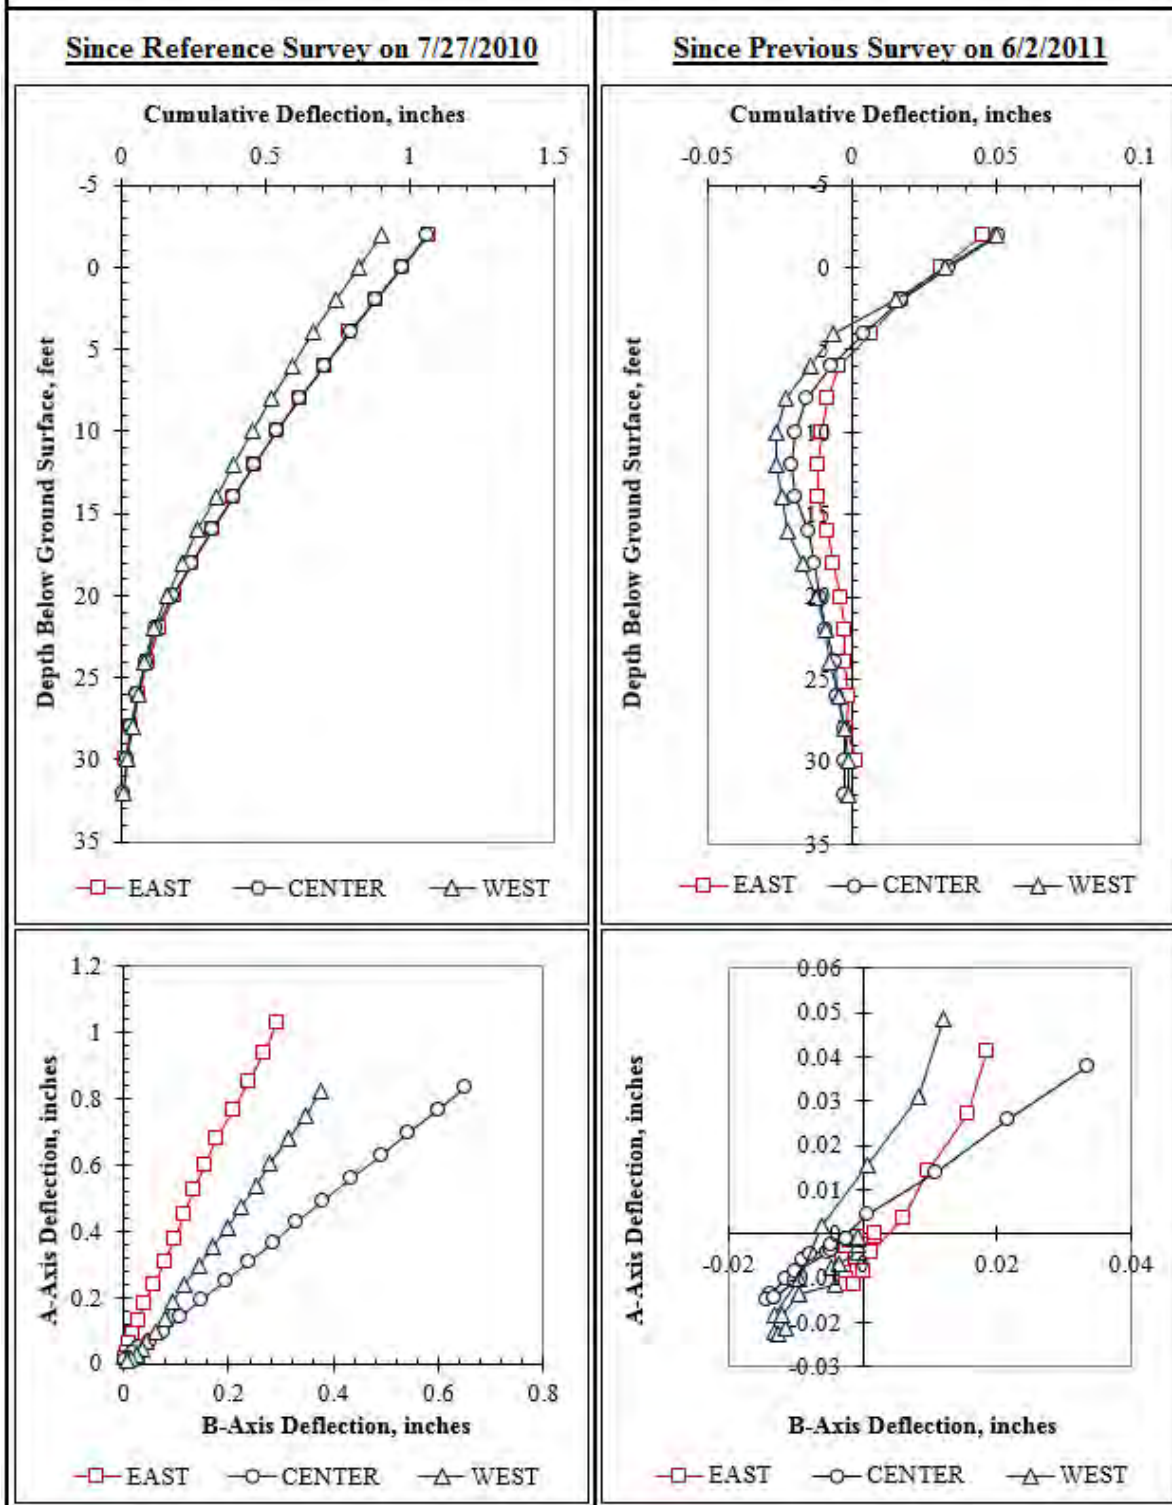 Since Reference Survey on 7/27/2010
Cumulative Deflection, inches
0 0.5 1 1.5
-5
0
5
10
15
20
25
30
35
Depth Below Ground Surface, feet
EAST CENTER WEST
Since Previous Survey on 6/2/2011
Cumulative Deflection, inches
-0.05 0 0.05 0.1
-5
0
5
10
15
20
25
30
35
Depth Below Ground Surface, feet
EAST CENTER WEST
1.2
1
0.8
0.6
0.4
0.2
0
A-Axis Deflection, inches
0 0.2 0.4 0.6 0.8
B-Axis Deflection, inches
EAST CENTER WEST
0.06
0.05
0.04
0.03
0.02
0.01
0
-0.02 0 0.02 0.04
-0.01
-0.02
-0.03
A-Axis Deflection, inches
B-Axis Deflection, inches
EAST CENTER WEST